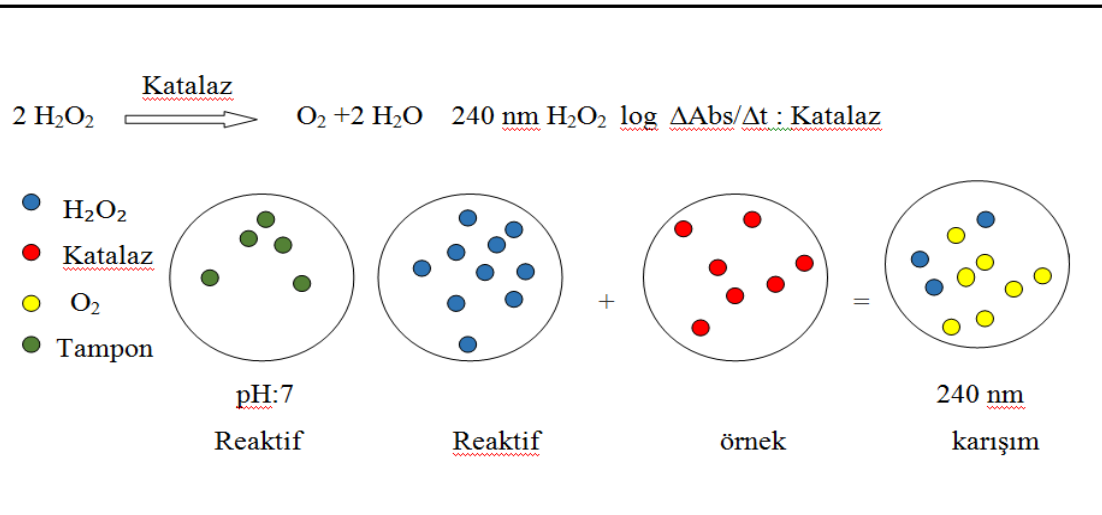 Katalaz
2 H₂O₂ O₂ +2 H₂O 240 nm H₂O₂ log ΔAbs/Δt : Katalaz
H₂O₂
Katalaz
O₂
Tampon
+
=
pH:7
240 nm
Reaktif
Reaktif
örnek
karışım